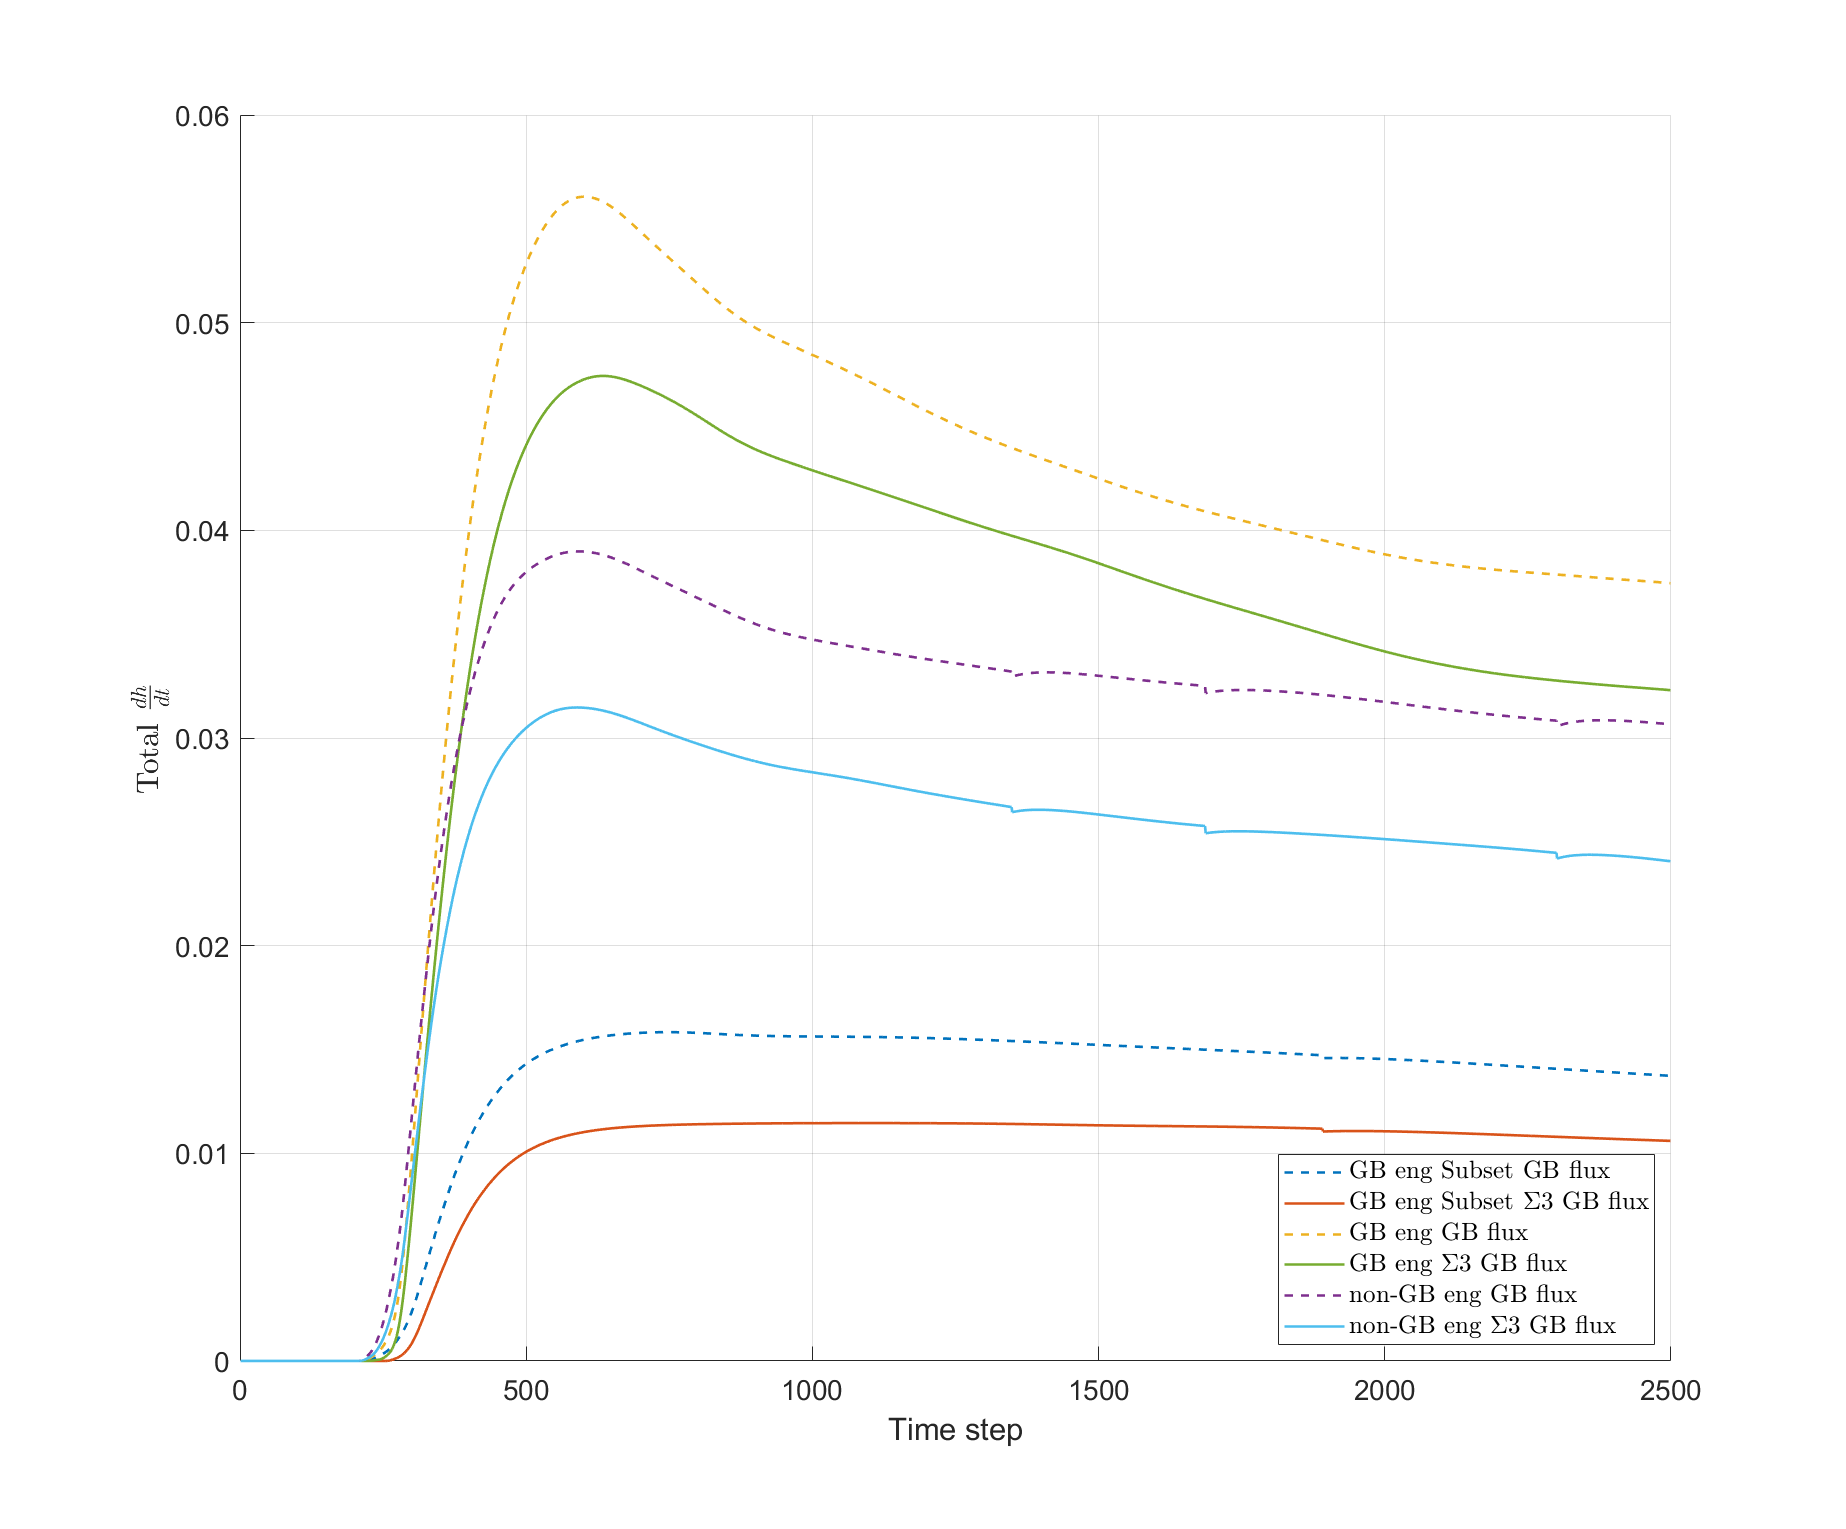 0.06
0.05
0.04
0.03
0.02
0.01
0
Total dh/dt
0 500 1000 1500 2000 2500
Time step
GB eng Subset GB flux
GB eng Subset Σ3 GB flux
GB eng GB flux
GB eng Σ3 GB flux
non-GB eng GB flux
non-GB eng Σ3 GB flux